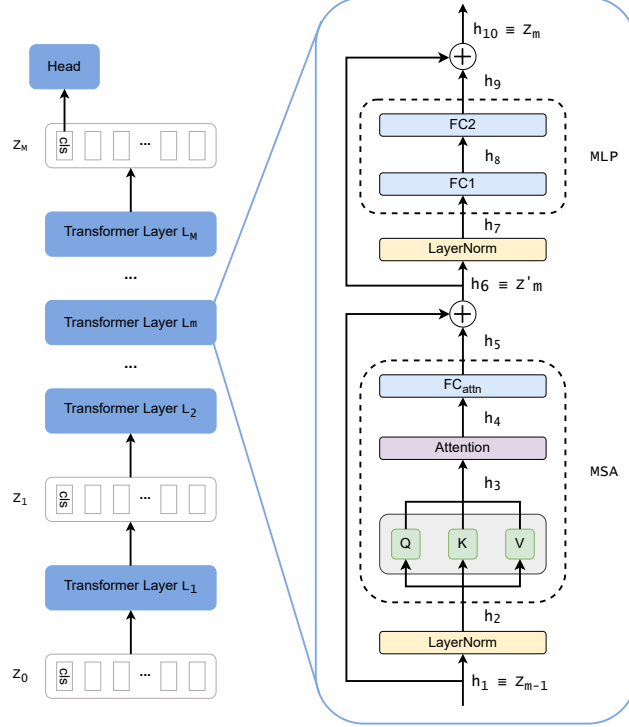 Head
Z_M
cls
...
Transformer Layer L_M
...
Transformer Layer L_m
...
Transformer Layer L_2
Z_1
cls
...
Transformer Layer L_1
Z_0
cls
...
h_10 ≡ Z_m
h_9
FC2
MLP
h_8
FC1
h_7
LayerNorm
h_6 ≡ Z'_m
h_5
FC_attn
h_4
Attention
MSA
h_3
Q K V
h_2
LayerNorm
h_1 ≡ Z_m-1